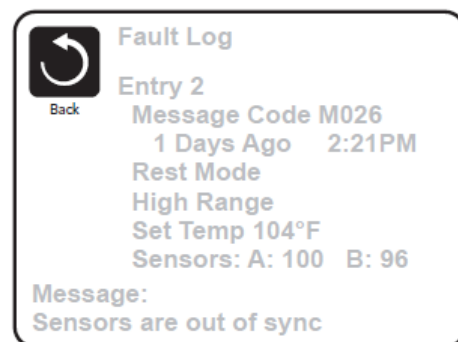 Fault Log
Back
Entry 2
Message Code M026
1 Days Ago 2:21PM
Rest Mode
High Range
Set Temp 104°F
Sensors: A: 100 B: 96
Message:
Sensors are out of sync